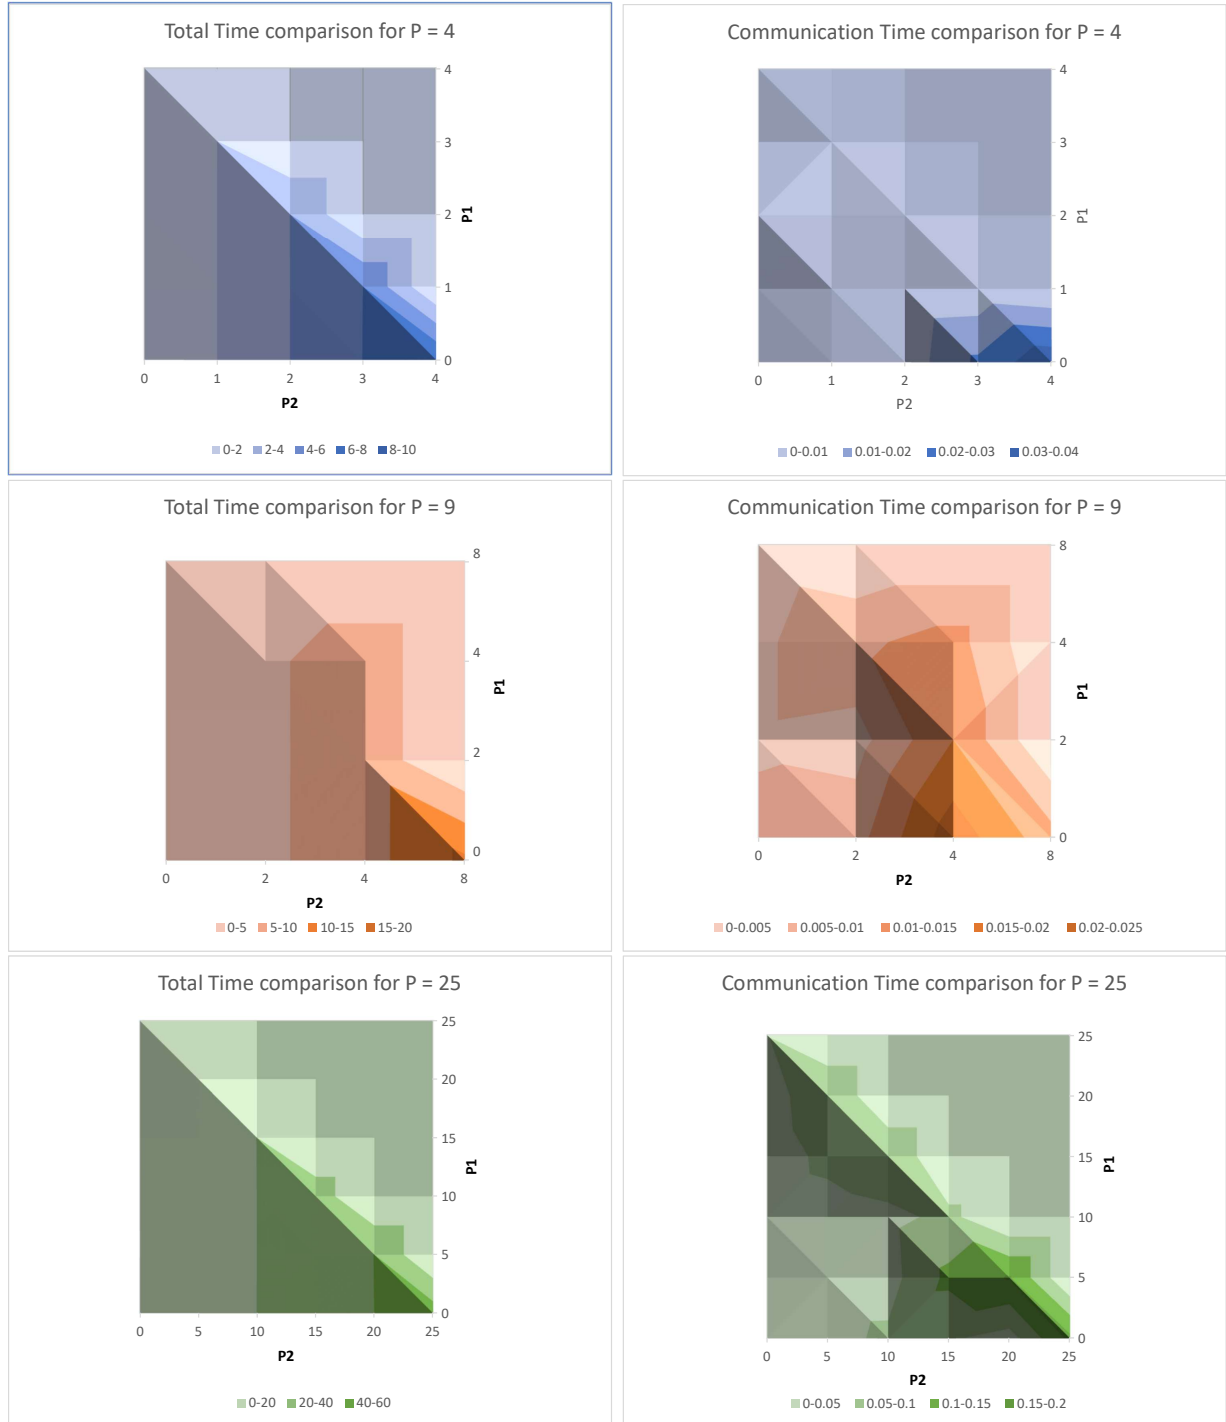 Total Time comparison for P = 4
4
3
2
1
0
P1
0 1 2 3 4
P2
0-2 2-4 4-6 6-8 8-10
Communication Time comparison for P = 4
4
3
2
1
0
P1
0 1 2 3 4
P2
0-0.01 0.01-0.02 0.02-0.03 0.03-0.04
Total Time comparison for P = 9
8
4
2
0
P1
0 2 4 8
P2
0-5 5-10 10-15 15-20
Communication Time comparison for P = 9
8
4
2
0
P1
0 2 4 8
P2
0-0.005 0.005-0.01 0.01-0.015 0.015-0.02 0.02-0.025
Total Time comparison for P = 25
25
20
15
10
5
0
P1
0 5 10 15 20 25
P2
0-20 20-40 40-60
Communication Time comparison for P = 25
25
20
15
10
5
0
P1
0 5 10 15 20 25
P2
0-0.05 0.05-0.1 0.1-0.15 0.15-0.2